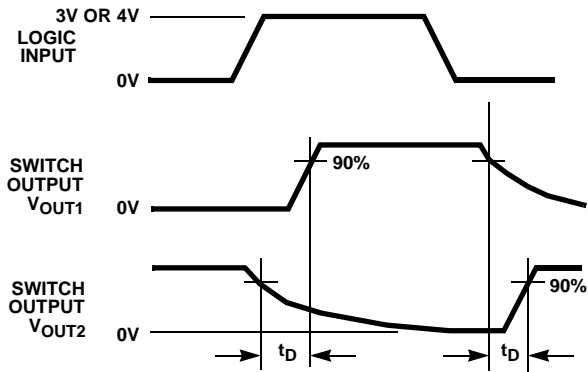 3V OR 4V
LOGIC
INPUT
0V
SWITCH
OUTPUT
VOUT1
0V
90%
SWITCH
OUTPUT
VOUT2
0V
90%
tD
tD